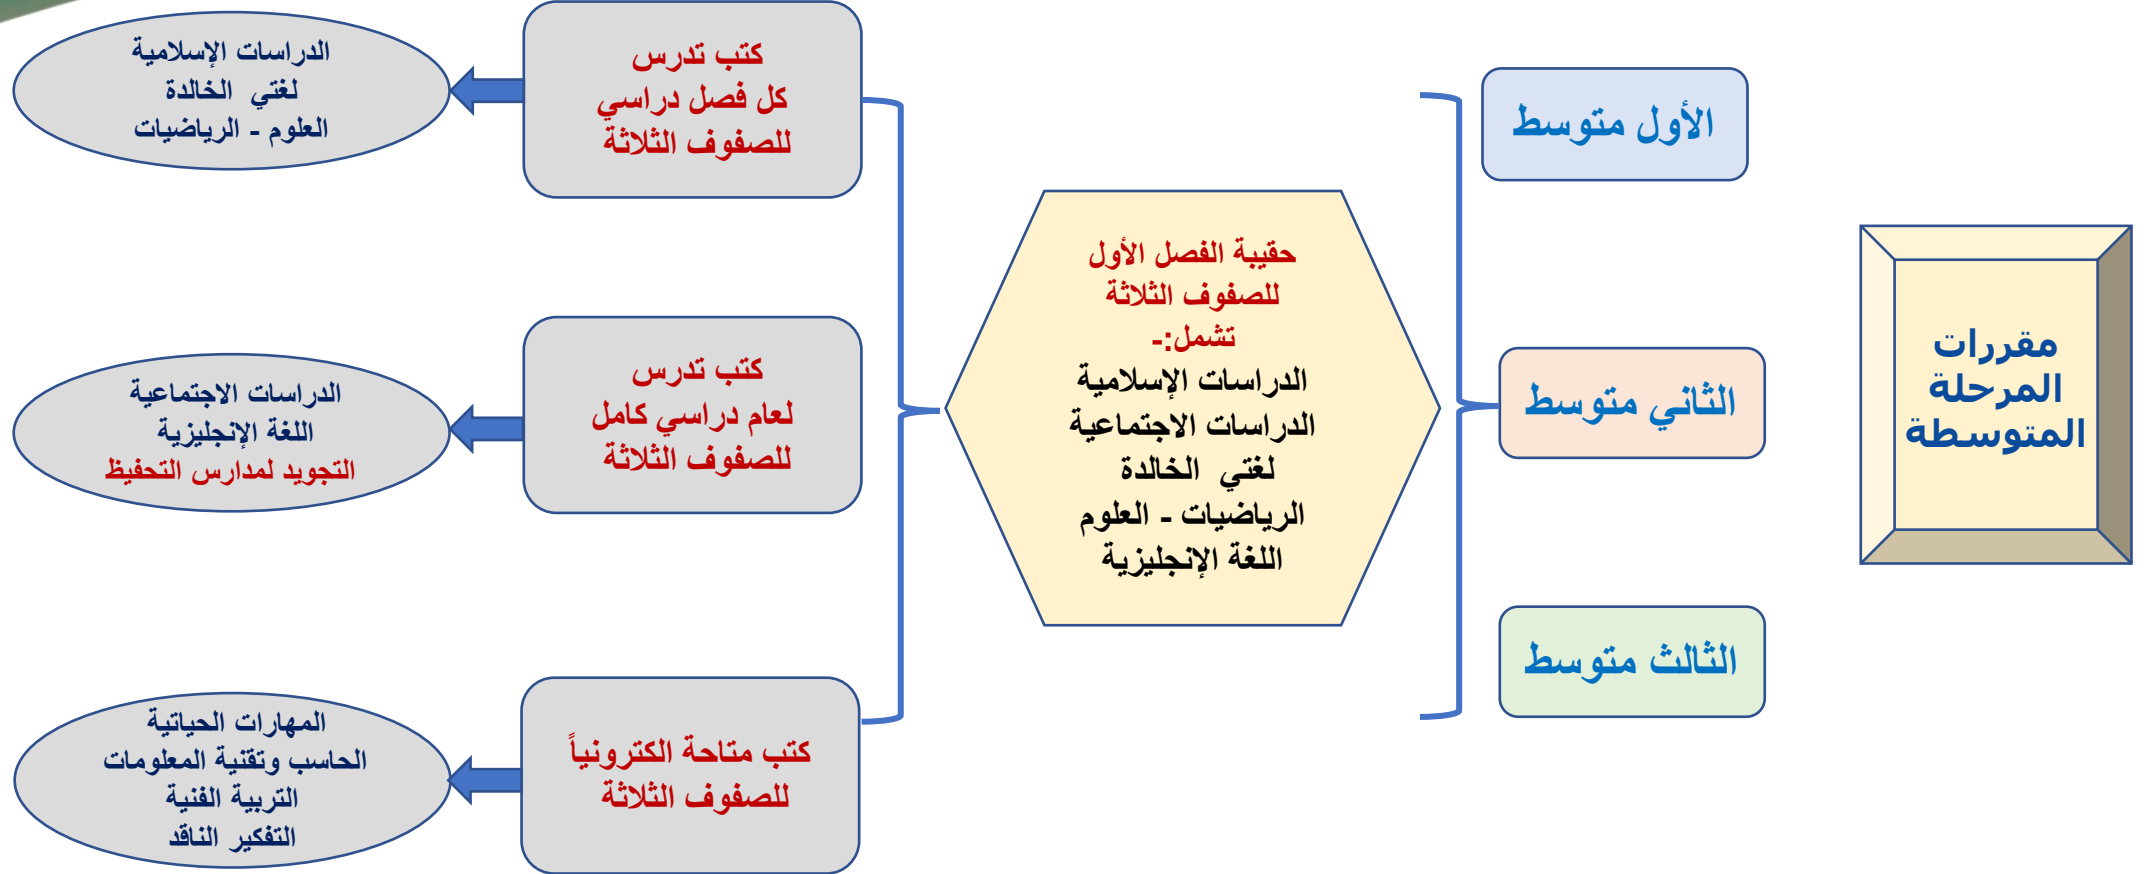 مقررات
المرحلة
المتوسطة
الأول متوسط
الثاني متوسط
الثالث متوسط
حقيبة الفصل الأول
للصفوف الثلاثة
تشمل:-
الدراسات الإسلامية
الدراسات الاجتماعية
لغتي الخالدة
الرياضيات - العلوم
اللغة الإنجليزية
كتب تدرس
كل فصل دراسي
للصفوف الثلاثة
الدراسات الإسلامية
لغتي الخالدة
العلوم - الرياضيات
كتب تدرس
لعام دراسي كامل
للصفوف الثلاثة
الدراسات الاجتماعية
اللغة الإنجليزية
التجويد لمدارس التحفيظ
كتب متاحة الكترونياً
للصفوف الثلاثة
المهارات الحياتية
الحاسب وتقنية المعلومات
التربية الفنية
التفكير الناقد